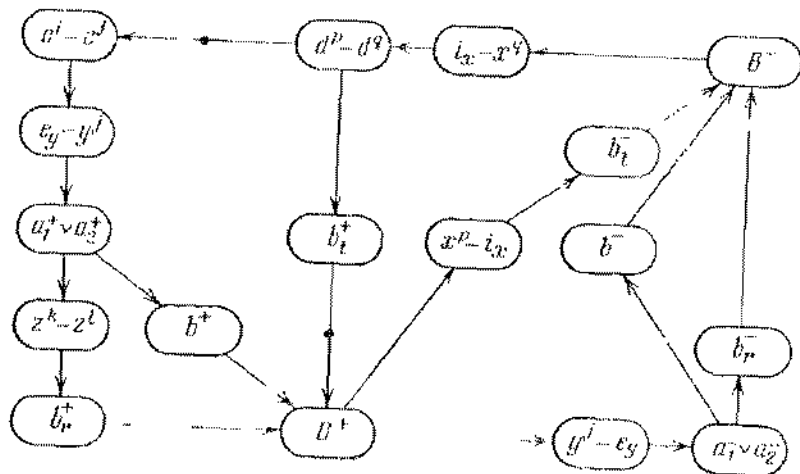 d^p – d^q
i_x – x^q
B^–
e_y – y^j
b_t^–
a_1^+ ∨ a_2^+
b_t^+
x^p – i_x
b^–
z^k – z^l
b^+
b_r^–
b_r^+
y^j – e_y
a_1^– ∨ a_2^–